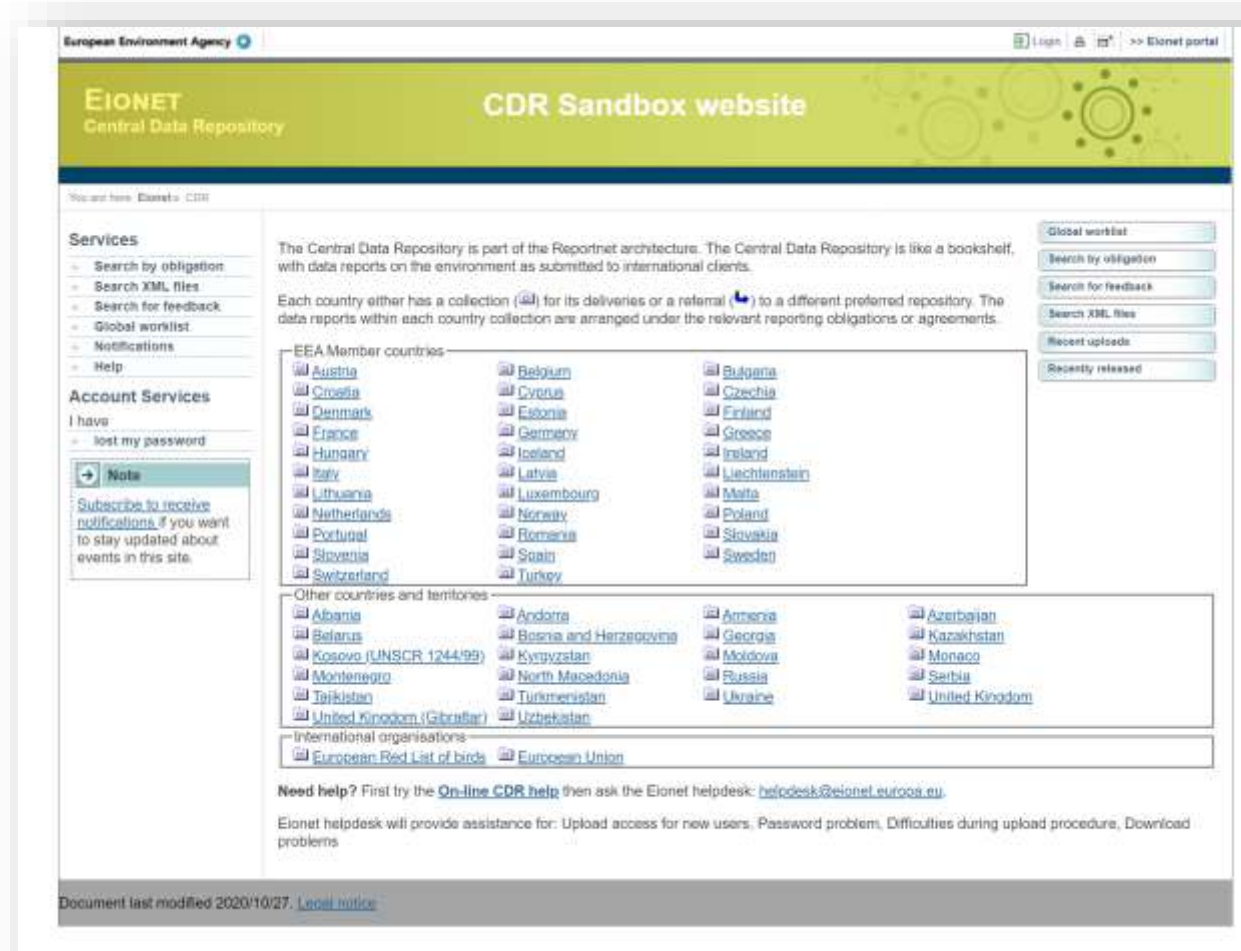 European Environment Agency
Login >> Eionet portal
EIONET
Central Data Repository
CDR Sandbox website
You are here: Eionet » CDR
Services
Search by obligation
Search XML files
Search for feedback
Global worklist
Notifications
Help
Account Services
I have
lost my password
Note
Subscribe to receive
notifications if you want
to stay updated about
events in this site.
The Central Data Repository is part of the Reportnet architecture. The Central Data Repository is like a bookshelf,
with data reports on the environment as submitted to international clients.
Each country either has a collection ( ) for its deliveries or a referral ( ) to a different preferred repository. The
data reports within each country collection are arranged under the relevant reporting obligations or agreements.
EEA Member countries
Austria Belgium Bulgaria
Croatia Cyprus Czechia
Denmark Estonia Finland
France Germany Greece
Hungary Iceland Ireland
Italy Latvia Liechtenstein
Lithuania Luxembourg Malta
Netherlands Norway Poland
Portugal Romania Slovakia
Slovenia Spain Sweden
Switzerland Turkey
Other countries and territories
Albania Andorra Armenia Azerbaijan
Belarus Bosnia and Herzegovina Georgia Kazakhstan
Kosovo (UNSCR 1244/99) Kyrgyzstan Moldova Monaco
Montenegro North Macedonia Russia Serbia
Tajikistan Turkmenistan Ukraine United Kingdom
United Kingdom (Gibraltar) Uzbekistan
International organisations
European Red List of birds European Union
Need help? First try the On-line CDR help then ask the Eionet helpdesk: helpdesk@eionet.europa.eu.
Eionet helpdesk will provide assistance for: Upload access for new users, Password problem, Difficulties during upload procedure, Download
problems
Global worklist
Search by obligation
Search for feedback
Search XML files
Recent uploads
Recently released
Document last modified 2020/10/27. Legal notice